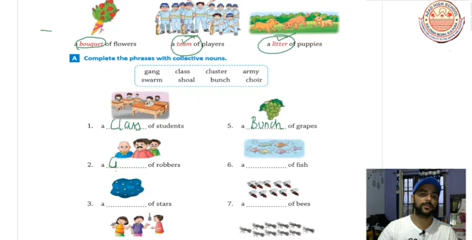 a bouquet of flowers
a team of players
a litter of puppies
A Complete the phrases with collective nouns.
gang class cluster army
swarm shoal bunch choir
1. a Class of students
5. a Bunch of grapes
2. a G of robbers
6. a of fish
3. a of stars
7. a of bees